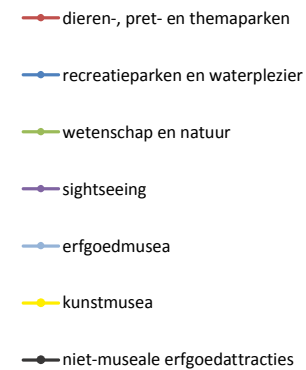 dieren-, pret- en themaparken
recreatieparken en waterplezier
wetenschap en natuur
sightseeing
erfgoedmusea
kunstmusea
niet-museale erfgoedattracties